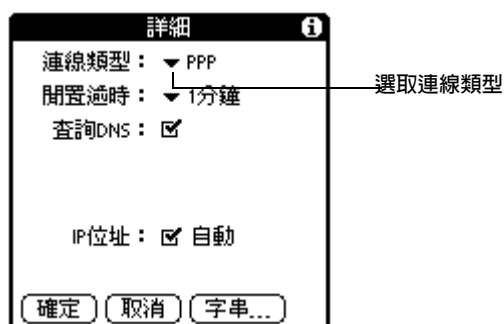 詳細
連線類型： PPP
選取連線類型
閒置逾時： 1分鐘
查詢DNS：
IP位址： 自動
確定 取消 字串...